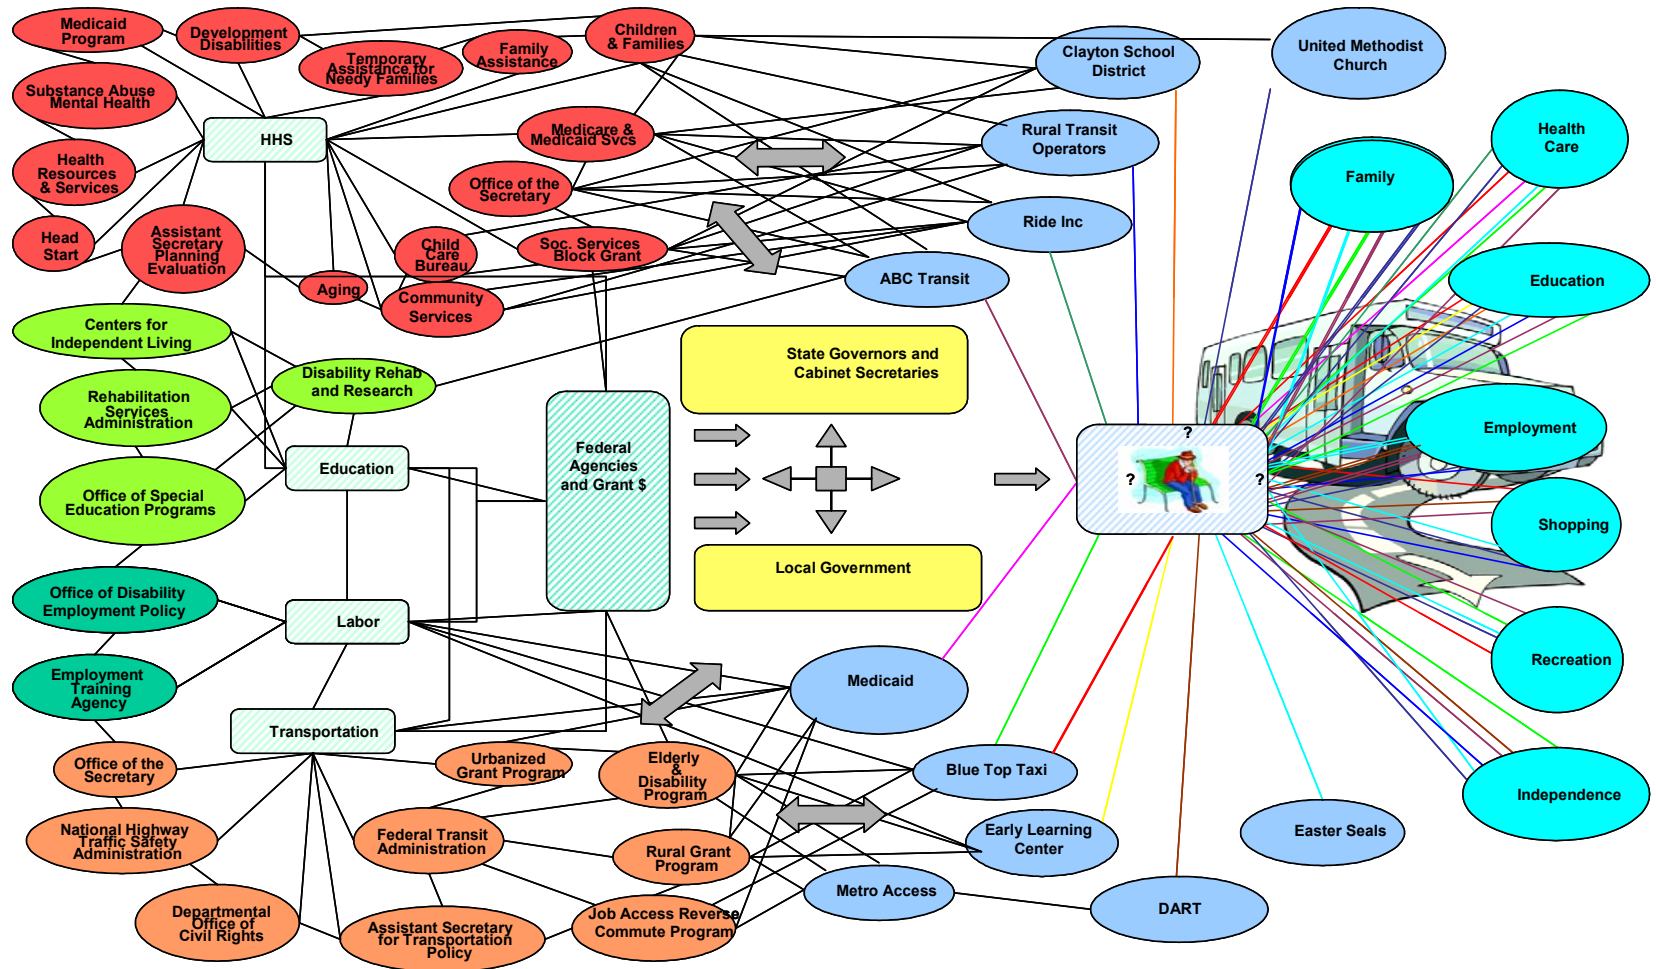 Medicaid
Program
Development
Disabilities
Temporary
Assistance for
Needy Families
Family
Assistance
Children
& Families
Clayton School
District
United Methodist
Church
Substance Abuse
Mental Health
HHS
Medicare &
Medicaid Svcs
Rural Transit
Operators
Health
Care
Health
Resources
& Services
Office of the
Secretary
Family
Head
Start
Assistant
Secretary
Planning
Evaluation
Child
Care
Bureau
Soc. Services
Block Grant
Ride Inc
Aging
Community
Services
ABC Transit
Education
Centers for
Independent Living
Disability Rehab
and Research
State Governors and
Cabinet Secretaries
Rehabilitation
Services
Administration
Education
Federal
Agencies
and Grant $
?
?
?
Employment
Office of Special
Education Programs
Shopping
Office of Disability
Employment Policy
Labor
Local Government
Employment
Training
Agency
Medicaid
Recreation
Transportation
Office of the
Secretary
Urbanized
Grant Program
Elderly
&
Disability
Program
Blue Top Taxi
Independence
National Highway
Traffic Safety
Administration
Federal Transit
Administration
Rural Grant
Program
Early Learning
Center
Easter Seals
Metro Access
Departmental
Office of
Civil Rights
Assistant Secretary
for Transportation
Policy
Job Access Reverse
Commute Program
DART